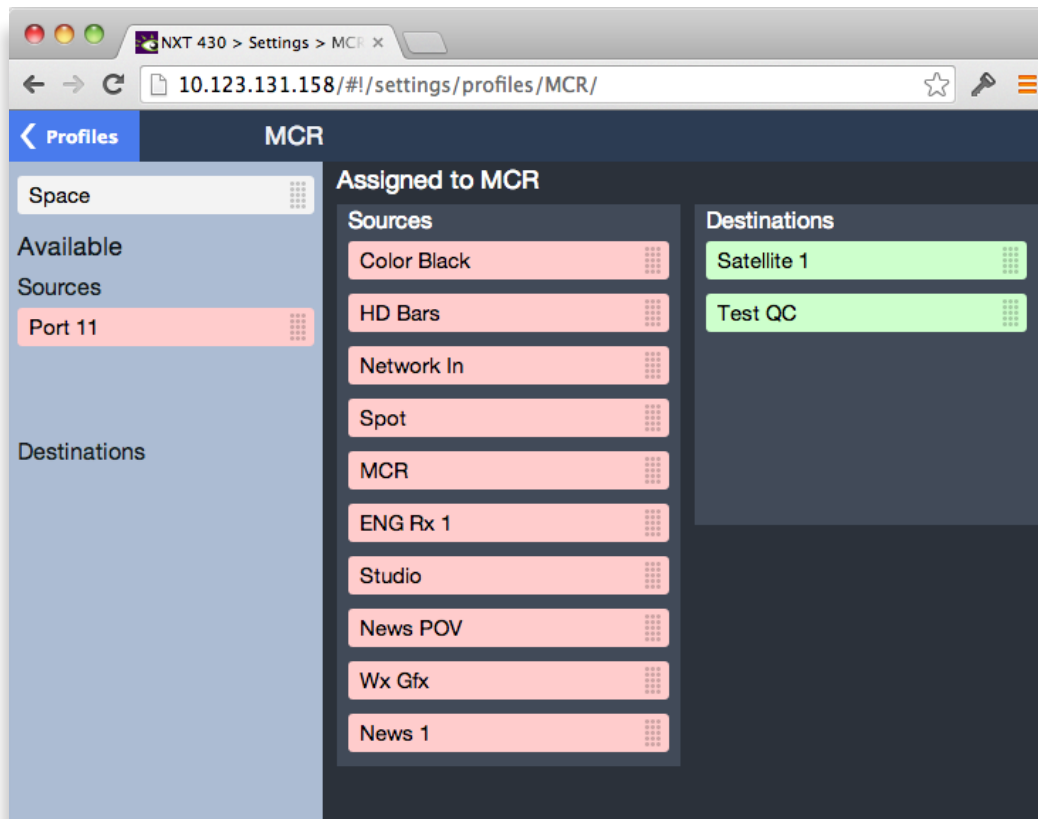 NXT 430 > Settings > MCR
10.123.131.158/#!/settings/profiles/MCR/
Profiles
MCR
Space
Available
Sources
Port 11
Destinations
Assigned to MCR
Sources
Color Black
HD Bars
Network In
Spot
MCR
ENG Rx 1
Studio
News POV
Wx Gfx
News 1
Destinations
Satellite 1
Test QC